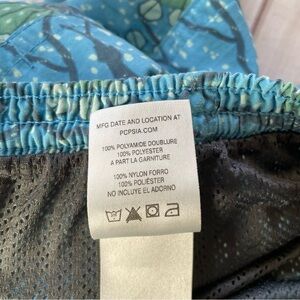 MFG DATE AND LOCATION AT
PCPSIA.COM
100% POLYAMIDE DOUBLURE
100% POLYESTER
A PART LA GARNITURE
100% NYLON FORRO
100% POLIÉSTER
NO INCLUYE EL ADORNO